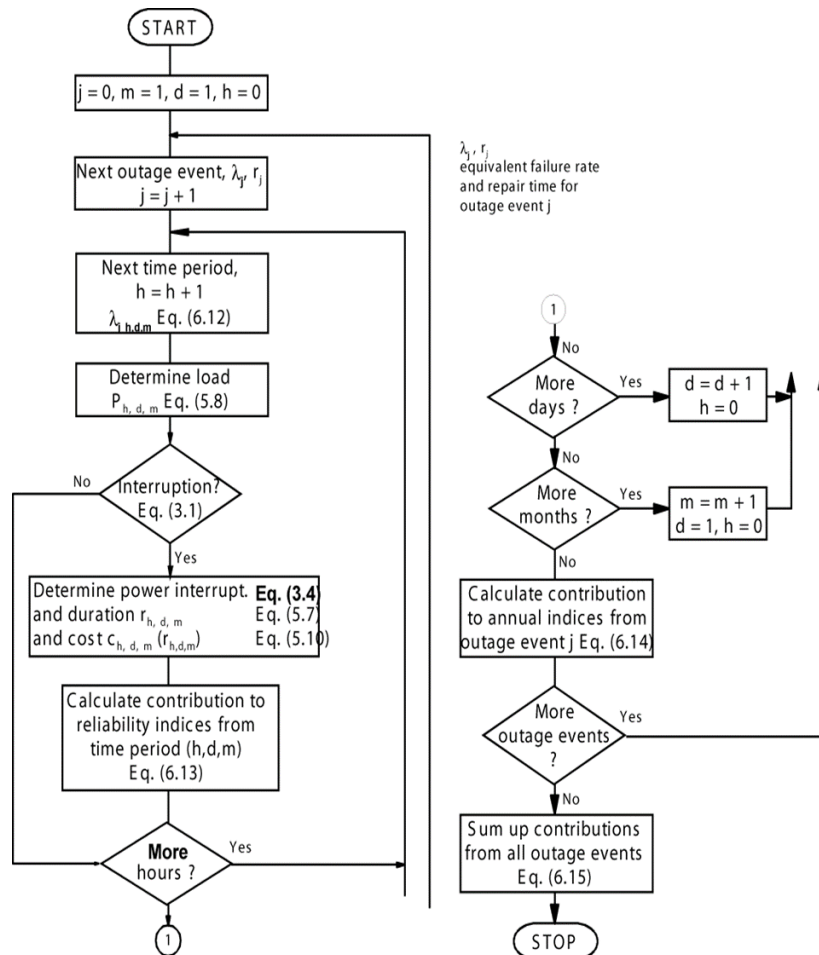 START
j = 0, m = 1, d = 1, h = 0
Next outage event, λj, rj
j = j + 1
Next time period,
h = h + 1
λj h,d,m Eq. (6.12)
Determine load
Ph, d, m Eq. (5.8)
No
Interruption?
Eq. (3.1)
Yes
Determine power interrupt. Eq. (3.4)
and duration rh, d, m Eq. (5.7)
and cost ch, d, m (rh,d,m) Eq. (5.10)
Calculate contribution to
reliability indices from
time period (h,d,m)
Eq. (6.13)
More
hours ?
Yes
1
λj , rj
equivalent failure rate
and repair time for
outage event j
1
No
More
days ?
Yes
d = d + 1
h = 0
No
More
months ?
Yes
m = m + 1
d = 1, h = 0
No
Calculate contribution
to annual indices from
outage event j Eq. (6.14)
More
outage events
?
Yes
No
Sum up contributions
from all outage events
Eq. (6.15)
STOP